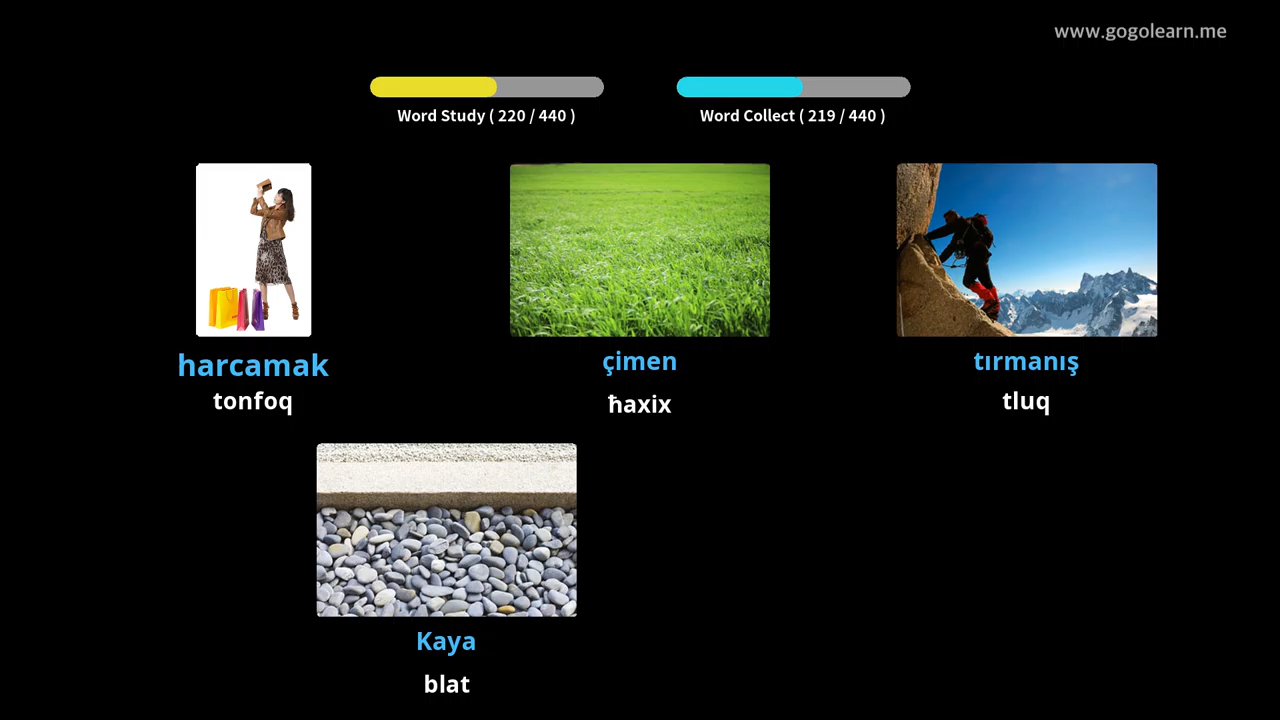 www.gogolearn.me
Word Study ( 220 / 440 )
Word Collect ( 219 / 440 )
harcamak
tonfoq
çimen
ħaxix
tırmanış
tluq
Kaya
blat